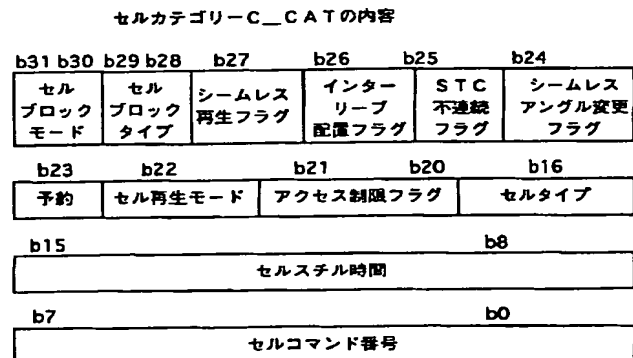 セルカテゴリーC__CATの内容
b31 b30 b29 b28 b27 b26 b25 b24
セル
ブロック
モード
セル
ブロック
タイプ
シームレス
再生フラグ
インター
リーブ
配置フラグ
STC
不連続
フラグ
シームレス
アングル変更
フラグ
b23 b22 b21 b20 b16
予約 セル再生モード アクセス制限フラグ セルタイプ
b15 b8
セルスチル時間
b7 b0
セルコマンド番号